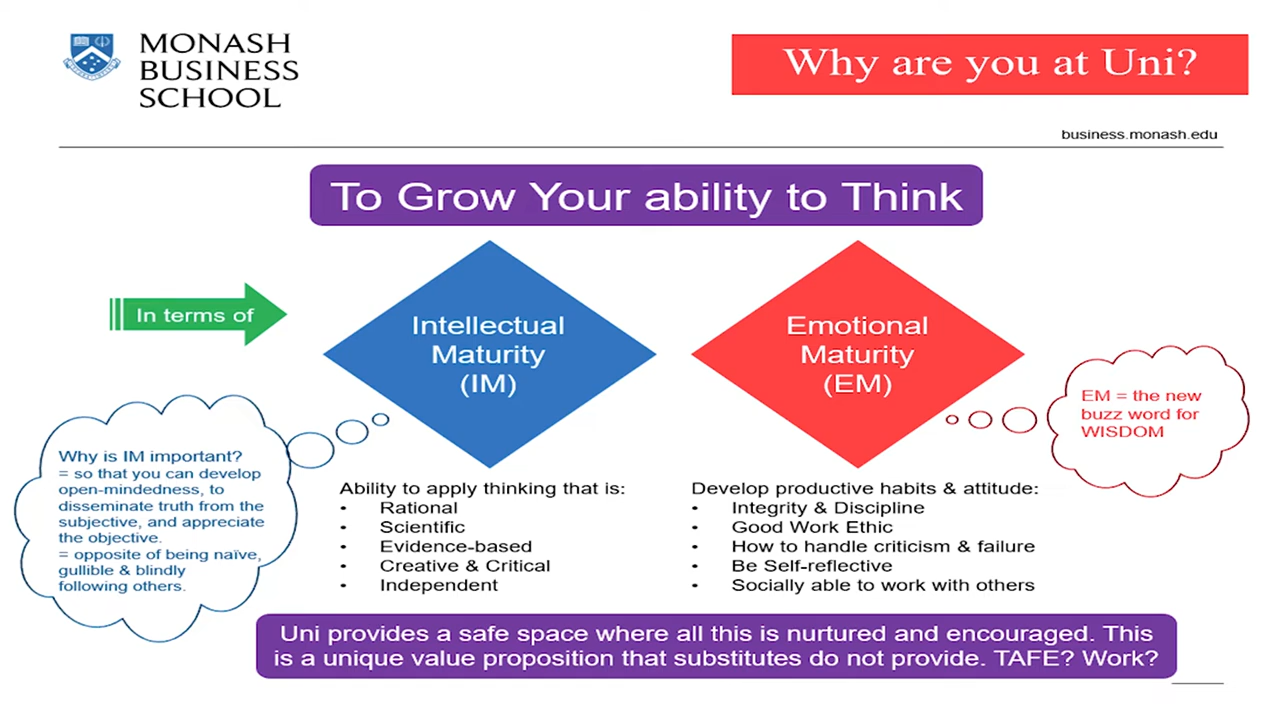 MONASH
BUSINESS
SCHOOL
Why are you at Uni?
business.monash.edu
To Grow Your ability to Think
In terms of
Intellectual
Maturity
(IM)
Emotional
Maturity
(EM)
EM = the new
buzz word for
WISDOM
Why is IM important?
= so that you can develop
open-mindedness, to
disseminate truth from the
subjective, and appreciate
the objective.
= opposite of being naïve,
gullible & blindly
following others.
Ability to apply thinking that is:
• Rational
• Scientific
• Evidence-based
• Creative & Critical
• Independent
Develop productive habits & attitude:
• Integrity & Discipline
• Good Work Ethic
• How to handle criticism & failure
• Be Self-reflective
• Socially able to work with others
Uni provides a safe space where all this is nurtured and encouraged. This
is a unique value proposition that substitutes do not provide. TAFE? Work?